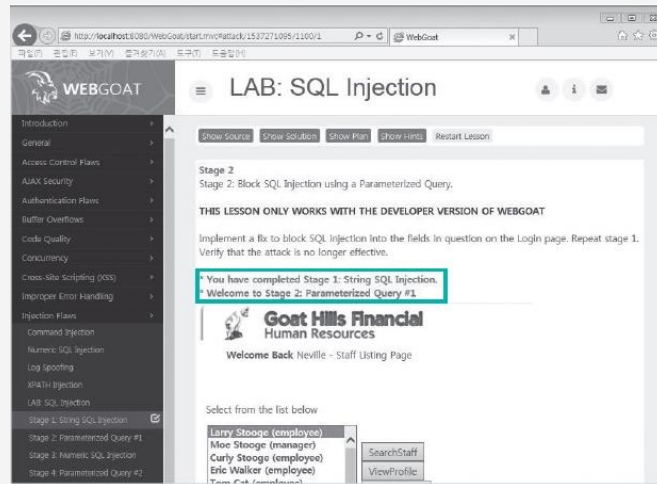 http://localhost:8080/WebGoat/start.mvc#attack/1537271095/1100/1
WebGoat
파일(F) 편집(E) 보기(V) 즐겨찾기(A) 도구(T) 도움말(H)
WEBGOAT
LAB: SQL Injection
Introduction
General
Access Control Flaws
AJAX Security
Authentication Flaws
Buffer Overflows
Code Quality
Concurrency
Cross-Site Scripting (XSS)
Improper Error Handling
Injection Flaws
Command Injection
Numeric SQL Injection
Log Spoofing
XPATH Injection
LAB: SQL Injection
Stage 1: String SQL Injection
Stage 2: Parameterized Query #1
Stage 3: Numeric SQL Injection
Stage 4: Parameterized Query #2
Show Source Show Solution Show Plan Show Hints Restart Lesson
Stage 2
Stage 2: Block SQL Injection using a Parameterized Query.
THIS LESSON ONLY WORKS WITH THE DEVELOPER VERSION OF WEBGOAT
Implement a fix to block SQL injection into the fields in question on the Login page. Repeat stage 1.
Verify that the attack is no longer effective.
* You have completed Stage 1: String SQL Injection.
* Welcome to Stage 2: Parameterized Query #1
Goat Hills Financial
Human Resources
Welcome Back Neville - Staff Listing Page
Select from the list below
Larry Stooge (employee)
Moe Stooge (manager)
Curly Stooge (employee)
Eric Walker (employee)
Tom Cat (employee)
SearchStaff
ViewProfile